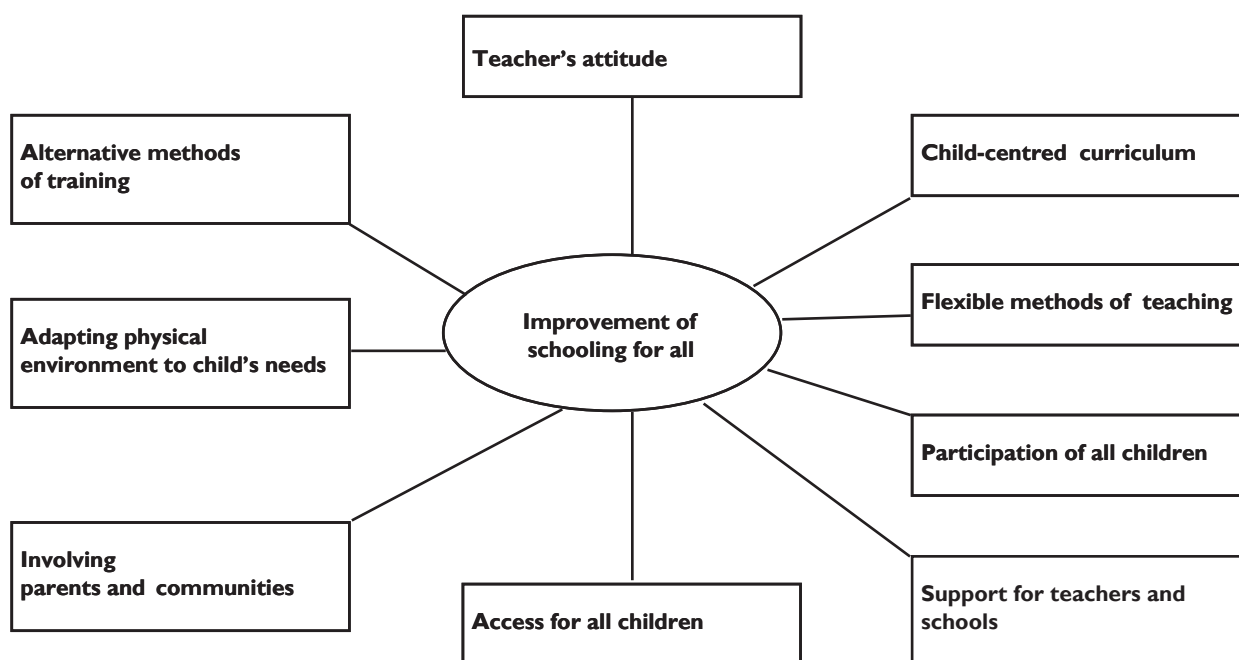 Teacher's attitude
Alternative methods
of training
Child-centred curriculum
Adapting physical
environment to child's needs
Improvement of
schooling for all
Flexible methods of teaching
Participation of all children
Involving
parents and communities
Access for all children
Support for teachers and
schools